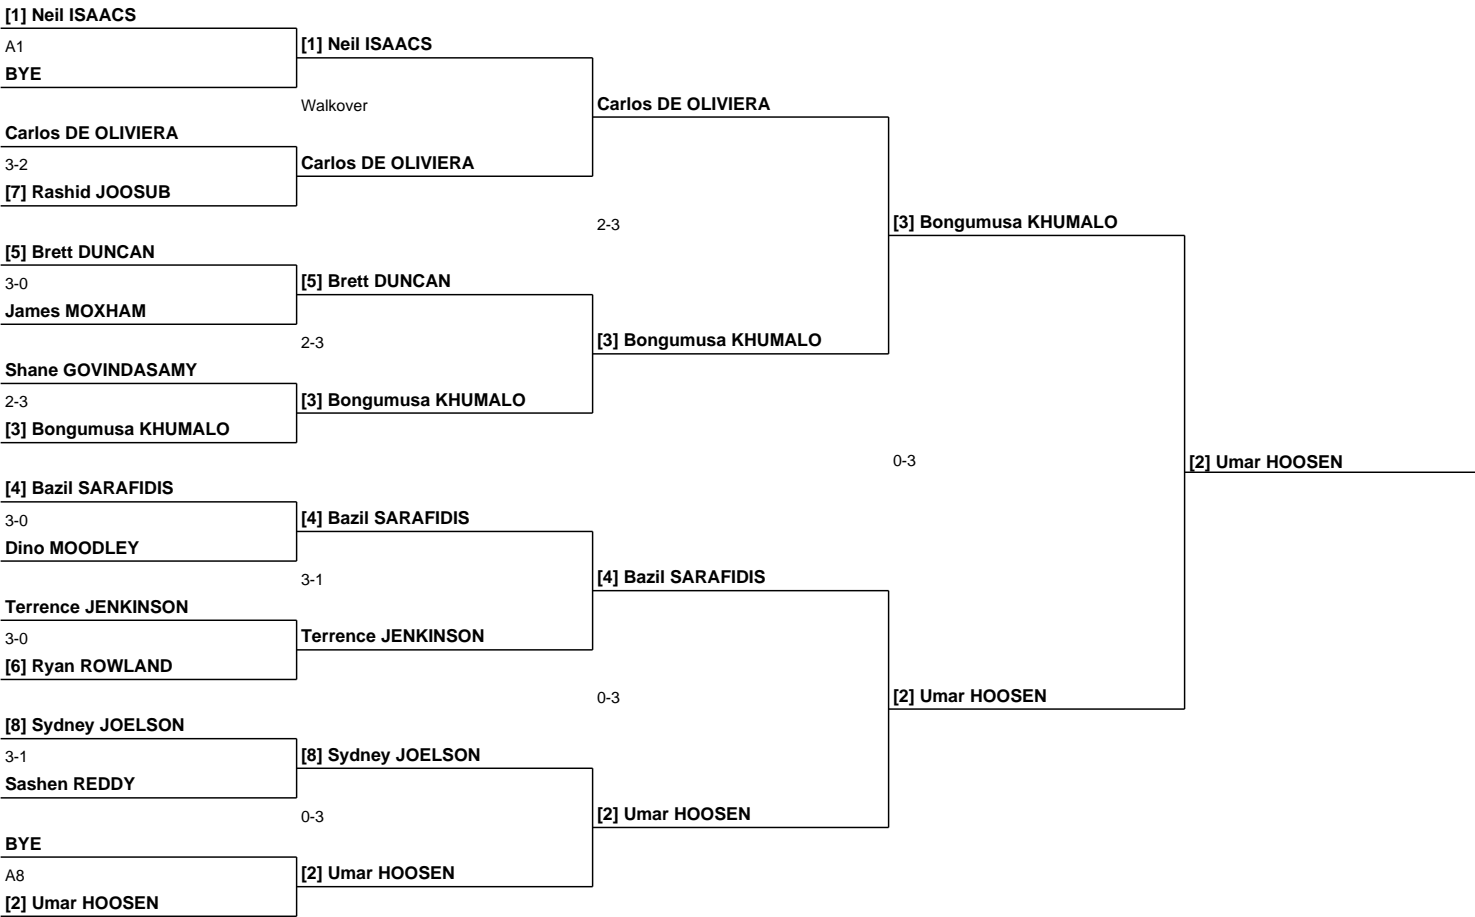 [1] Neil ISAACS
A1
BYE
Carlos DE OLIVIERA
3-2
[7] Rashid JOOSUB
[5] Brett DUNCAN
3-0
James MOXHAM
Shane GOVINDASAMY
2-3
[3] Bongumusa KHUMALO
[4] Bazil SARAFIDIS
3-0
Dino MOODLEY
Terrence JENKINSON
3-0
[6] Ryan ROWLAND
[8] Sydney JOELSON
3-1
Sashen REDDY
BYE
A8
[2] Umar HOOSEN
[1] Neil ISAACS
Walkover
Carlos DE OLIVIERA
[5] Brett DUNCAN
2-3
[3] Bongumusa KHUMALO
[4] Bazil SARAFIDIS
3-1
Terrence JENKINSON
[8] Sydney JOELSON
0-3
[2] Umar HOOSEN
Carlos DE OLIVIERA
2-3
[3] Bongumusa KHUMALO
[4] Bazil SARAFIDIS
0-3
[2] Umar HOOSEN
[3] Bongumusa KHUMALO
0-3
[2] Umar HOOSEN
[2] Umar HOOSEN